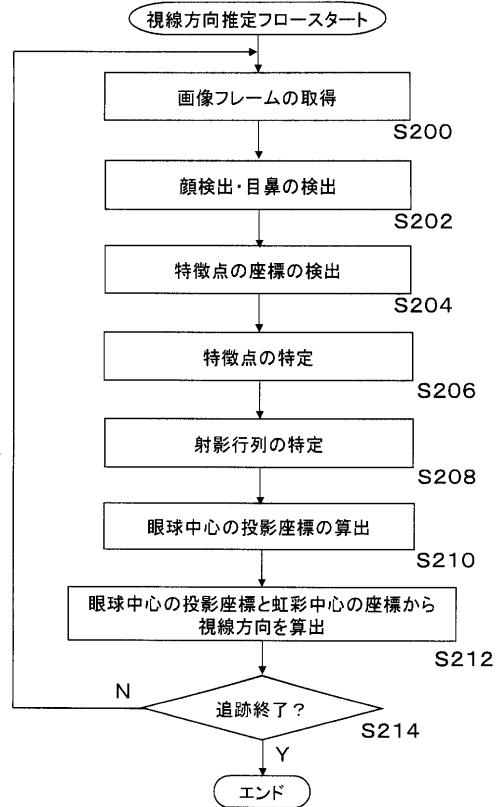 視線方向推定フロースタート
画像フレームの取得
S200
顔検出・目鼻の検出
S202
特徴点の座標の検出
S204
特徴点の特定
S206
射影行列の特定
S208
眼球中心の投影座標の算出
S210
眼球中心の投影座標と虹彩中心の座標から
視線方向を算出
S212
N
追跡終了？
S214
Y
エンド